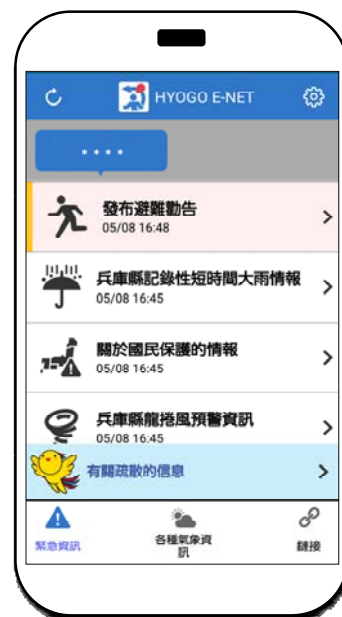 HYOGO E-NET
****
發布避難勸告
05/08 16:48
兵庫縣記錄性短時間大雨情報
05/08 16:45
關於國民保護的情報
05/08 16:45
兵庫縣龍捲風預警資訊
05/08 16:45
有關疏散的信息
緊急資訊
各種氣象資
訊
鏈接